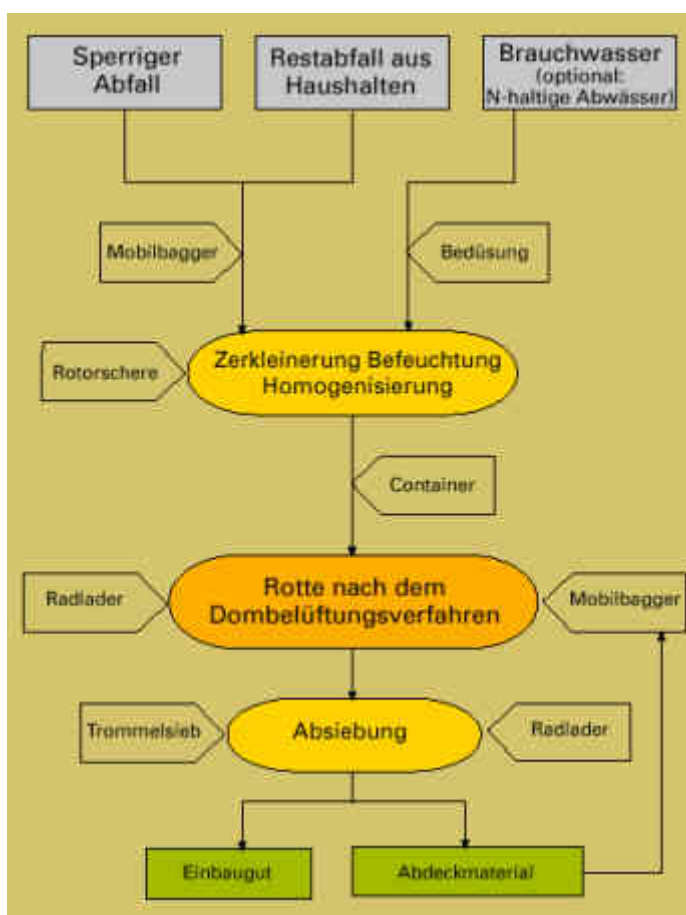 Sperriger
Abfall
Restabfall aus
Haushalten
Brauchwasser
(optional:
N-haltige Abwässer)
Mobilbagger
Bedüsung
Rotorschere
Zerkleinerung Befeuchtung
Homogenisierung
Container
Radlader
Rotte nach dem
Dombelüftungsverfahren
Mobilbagger
Trommelsieb
Absiebung
Radlader
Einbaugut
Abdeckmaterial